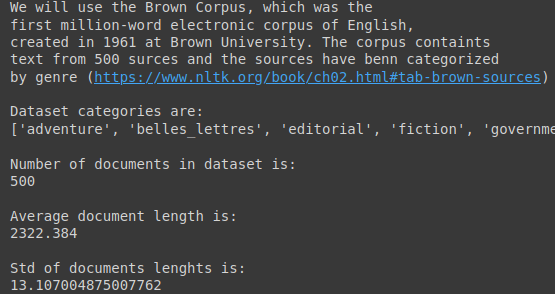 We will use the Brown Corpus, which was the
first million-word electronic corpus of English,
created in 1961 at Brown University. The corpus containts
text from 500 surces and the sources have benn categorized
by genre (https://www.nltk.org/book/ch02.html#tab-brown-sources)
Dataset categories are:
['adventure', 'belles_lettres', 'editorial', 'fiction', 'governme
Number of documents in dataset is:
500
Average document length is:
2322.384
Std of documents lenghts is:
13.107004875007762